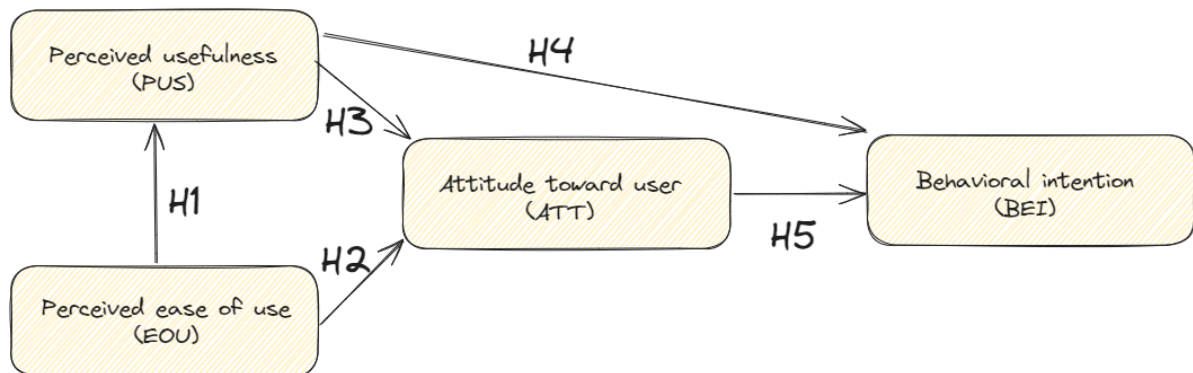 Perceived usefulness
(PUS)
H4
H3
Attitude toward user
(ATT)
Behavioral intention
(BEI)
H1
H5
H2
Perceived ease of use
(EOU)